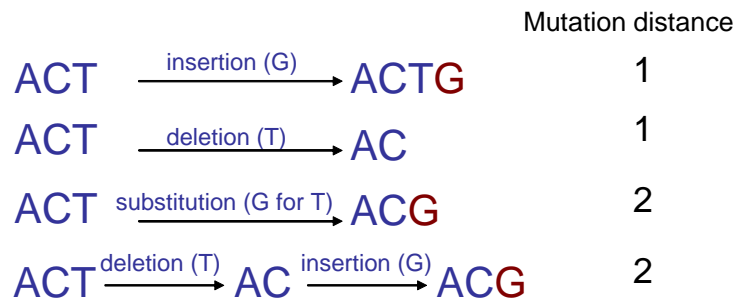 Mutation distance
ACT insertion (G) ACTG 1
ACT deletion (T) AC 1
ACT substitution (G for T) ACG 2
ACT deletion (T) AC insertion (G) ACG 2